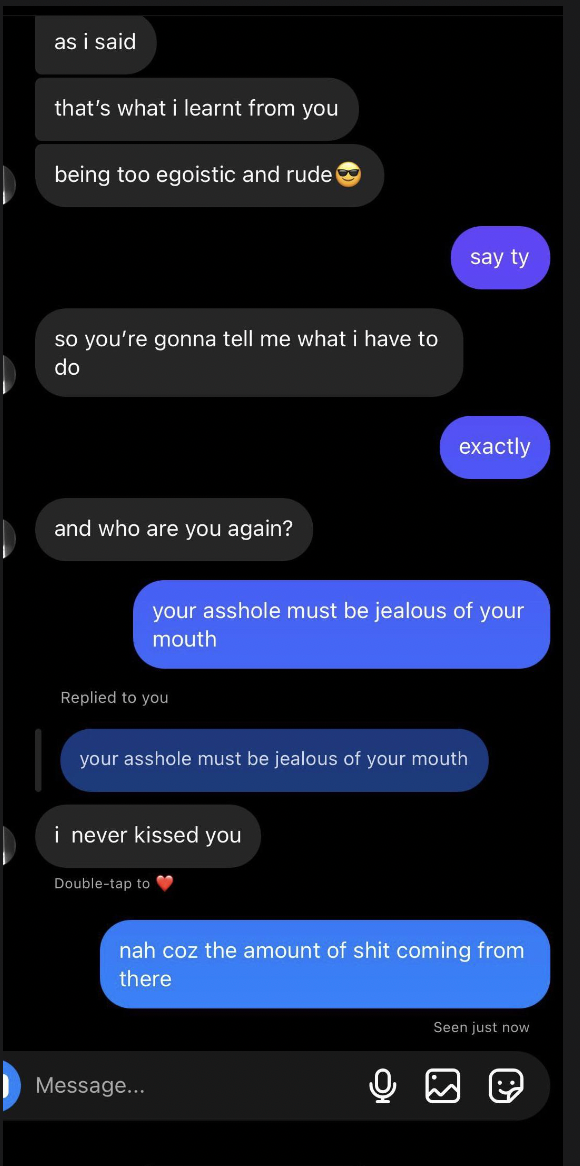 as i said
that’s what i learnt from you
being too egoistic and rude😎
say ty
so you’re gonna tell me what i have to
do
exactly
and who are you again?
your asshole must be jealous of your
mouth
Replied to you
your asshole must be jealous of your mouth
i never kissed you
Double-tap to ❤️
nah coz the amount of shit coming from
there
Seen just now
Message...